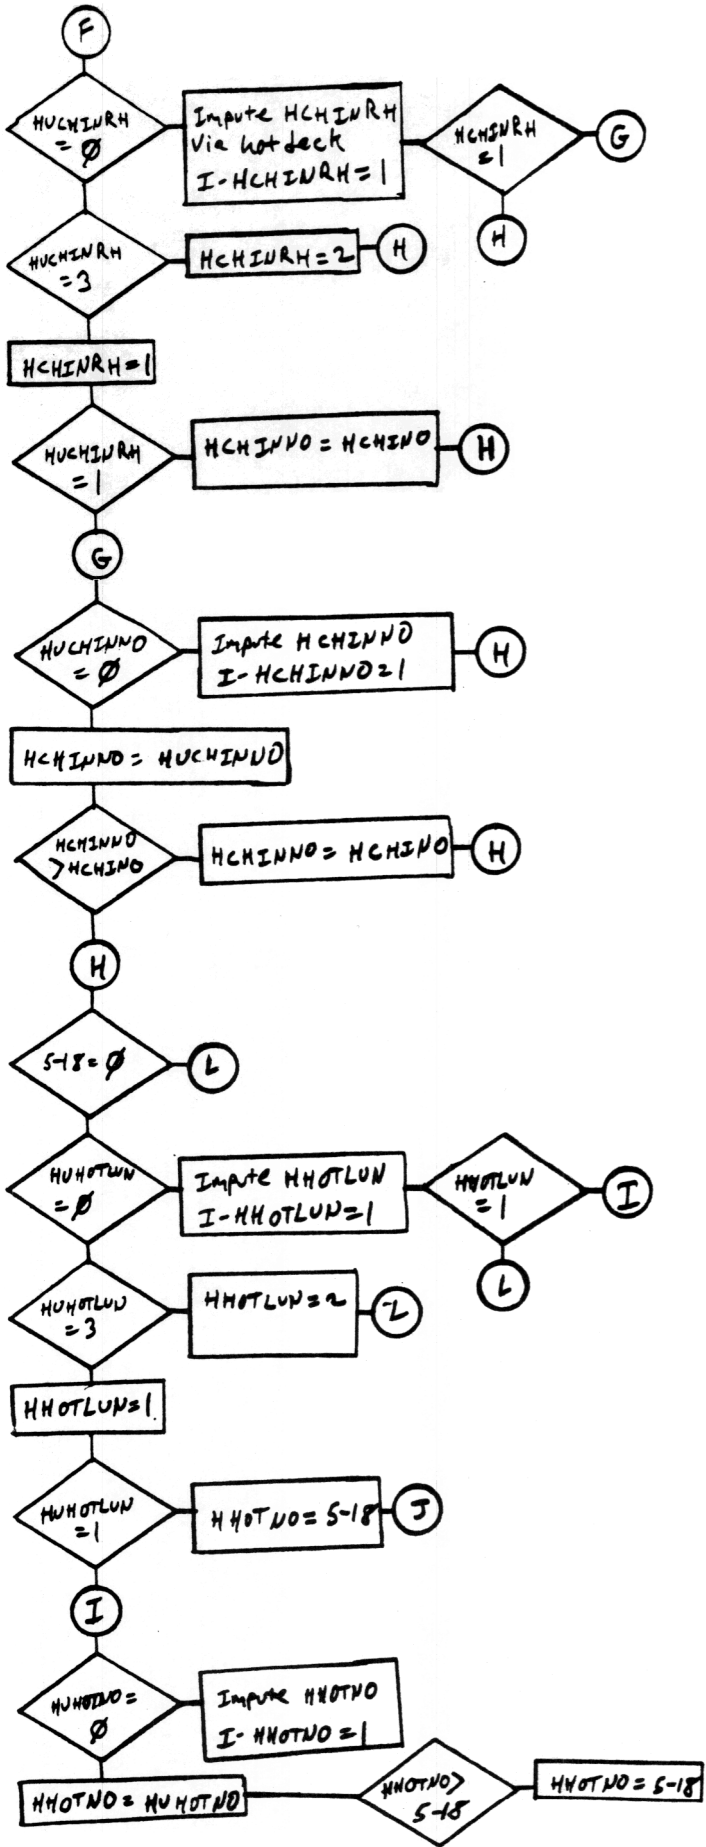 F
HUCHINRH
= Ø
Impute HCHINRH
Via hot deck
I-HCHINRH=1
HCHINRH
=1
G
H
HUCHINRH
=3
HCHINRH=2
H
HCHINRH=1
HUCHINRH
=1
HCHINNO = HCHINO
H
G
HUCHINNO
= Ø
Impute HCHINNO
I-HCHINNO=1
H
HCHINNO = HUCHINNO
HCHINNO
>HCHINO
HCHINNO = HCHINO
H
H
5-18=Ø
L
HUHOTLUN
=Ø
Impute HHOTLUN
I-HHOTLUN=1
HHOTLUN
=1
I
L
HUHOTLUN
=3
HHOTLUN=2
L
HHOTLUN=1
HUHOTLUN
=1
HHOTNO=5-18
J
I
HUHOTNO=
Ø
Impute HHOTNO
I-HHOTNO=1
HHOTNO=HUHOTNO
HHOTNO>
5-18
HHOTNO=5-18